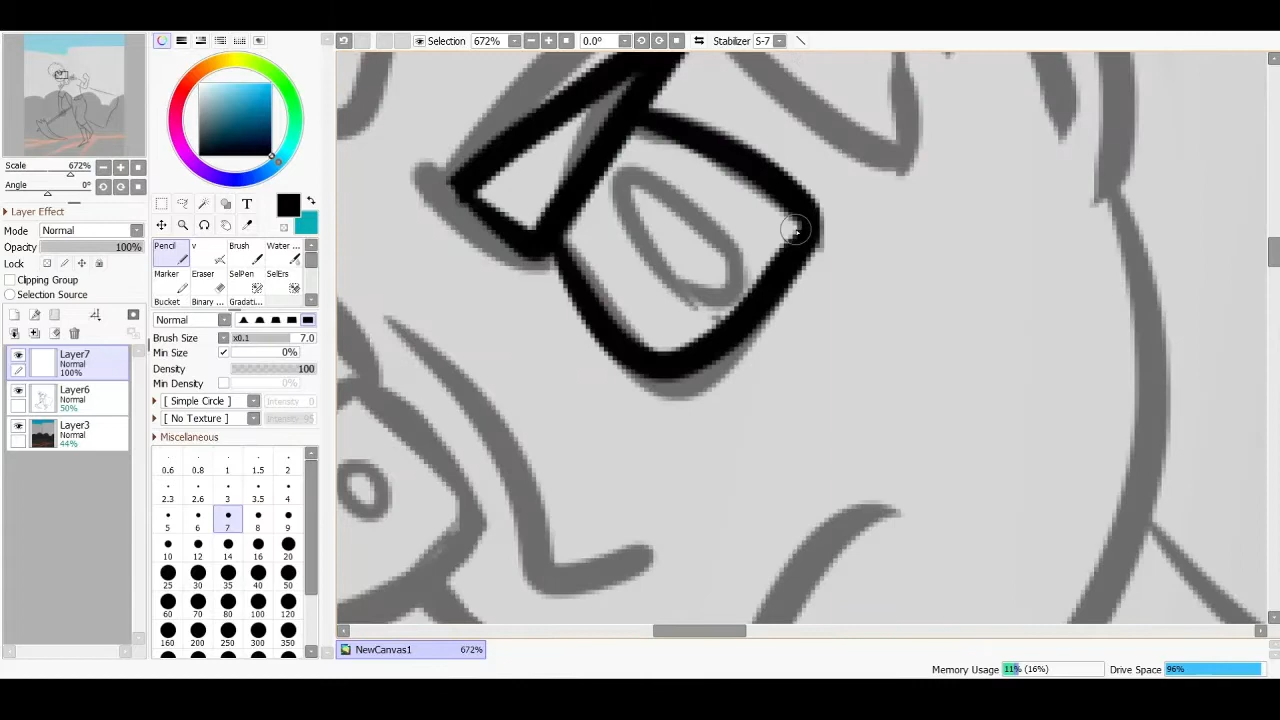 Selection 672% 0.0° Stabilizer S-7
Scale 672%
Angle 0°
Layer Effect
Mode Normal
Opacity 100%
Lock
Clipping Group
Selection Source
Layer7
Normal
100%
Layer6
Normal
50%
Layer3
Normal
44%
T
Pencil v Brush Water ...
Marker Eraser SelPen SelErs
Bucket Binary ... Gradati...
Normal
Brush Size x0.1 7.0
Min Size 0%
Density 100
Min Density 0%
[ Simple Circle ] Intensity 0
[ No Texture ] Intensity 95
Miscellaneous
0.6 0.8 1 1.5 2
2.3 2.6 3 3.5 4
5 6 7 8 9
10 12 14 16 20
25 30 35 40 50
60 70 80 100 120
160 200 250 300 350
NewCanvas1 672%
Memory Usage 11% (16%) Drive Space 96%